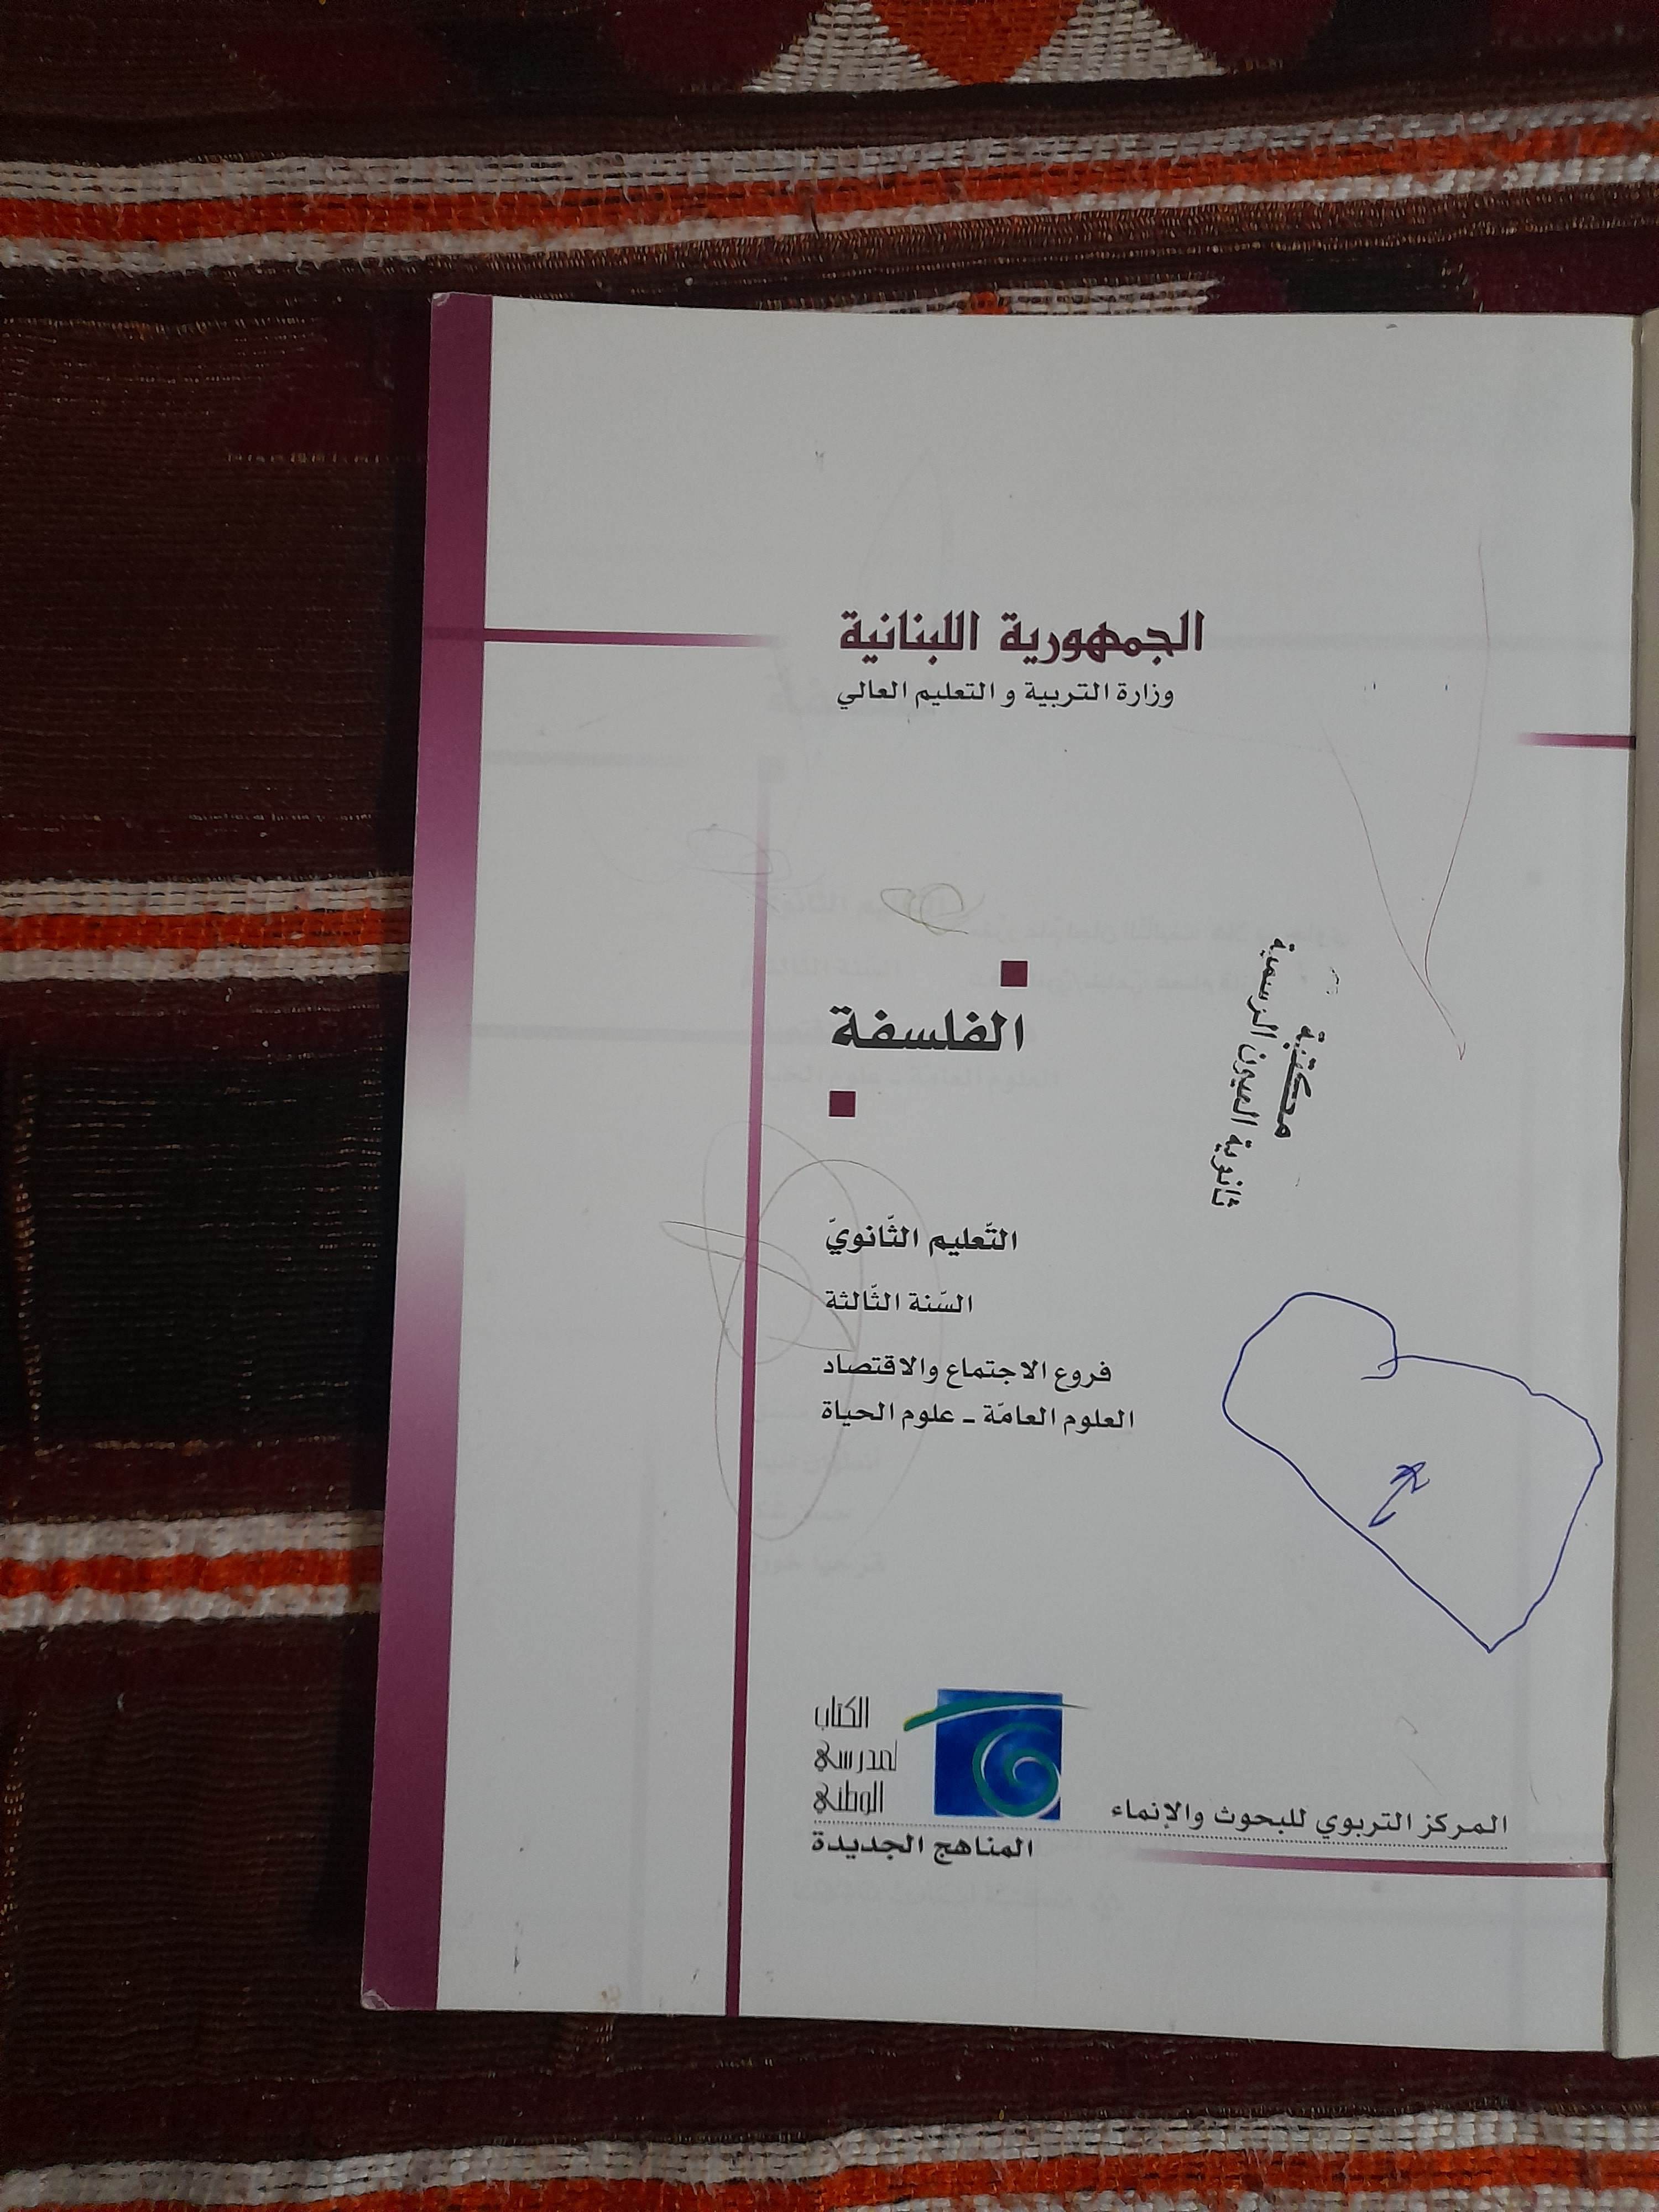 الجمهورية اللبنانية
وزارة التربية و التعليم العالي
الفلسفة
مكتبة
ثانوية العيون الرسمية
التّعليم الثّانويّ
السّنة الثّالثة
فروع الاجتماع والاقتصاد
العلوم العامّة ـ علوم الحياة
الكتاب
المدرسي
الوطني
المناهج الجديدة
المركز التربوي للبحوث والإنماء